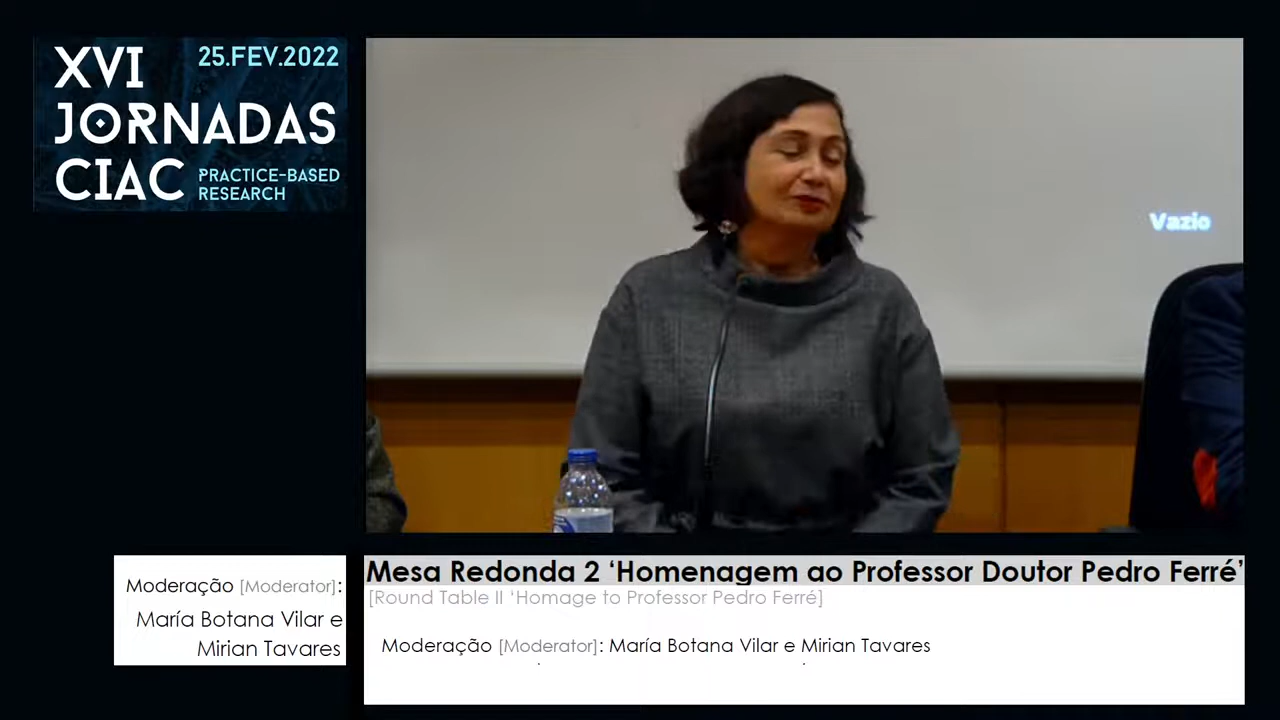 XVI
25.FEV.2022
JORNADAS
CIAC
PRACTICE-BASED
RESEARCH
Vazio
Moderação [Moderator]:
María Botana Vilar e
Mirian Tavares
Mesa Redonda 2 ‘Homenagem ao Professor Doutor Pedro Ferré’
[Round Table II ‘Homage to Professor Pedro Ferré]
Moderação [Moderator]: María Botana Vilar e Mirian Tavares